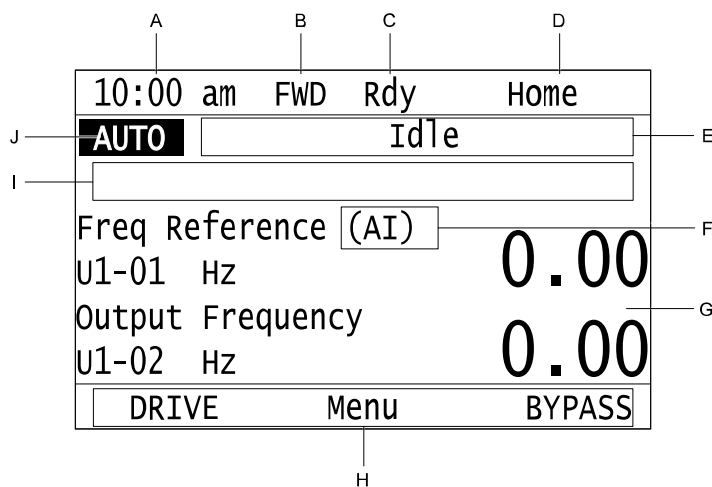 A B C D
10:00 am FWD Rdy Home
J AUTO Idle E
I
Freq Reference (AI) F
U1-01 Hz 0.00
G
Output Frequency
U1-02 Hz 0.00
DRIVE Menu BYPASS
H